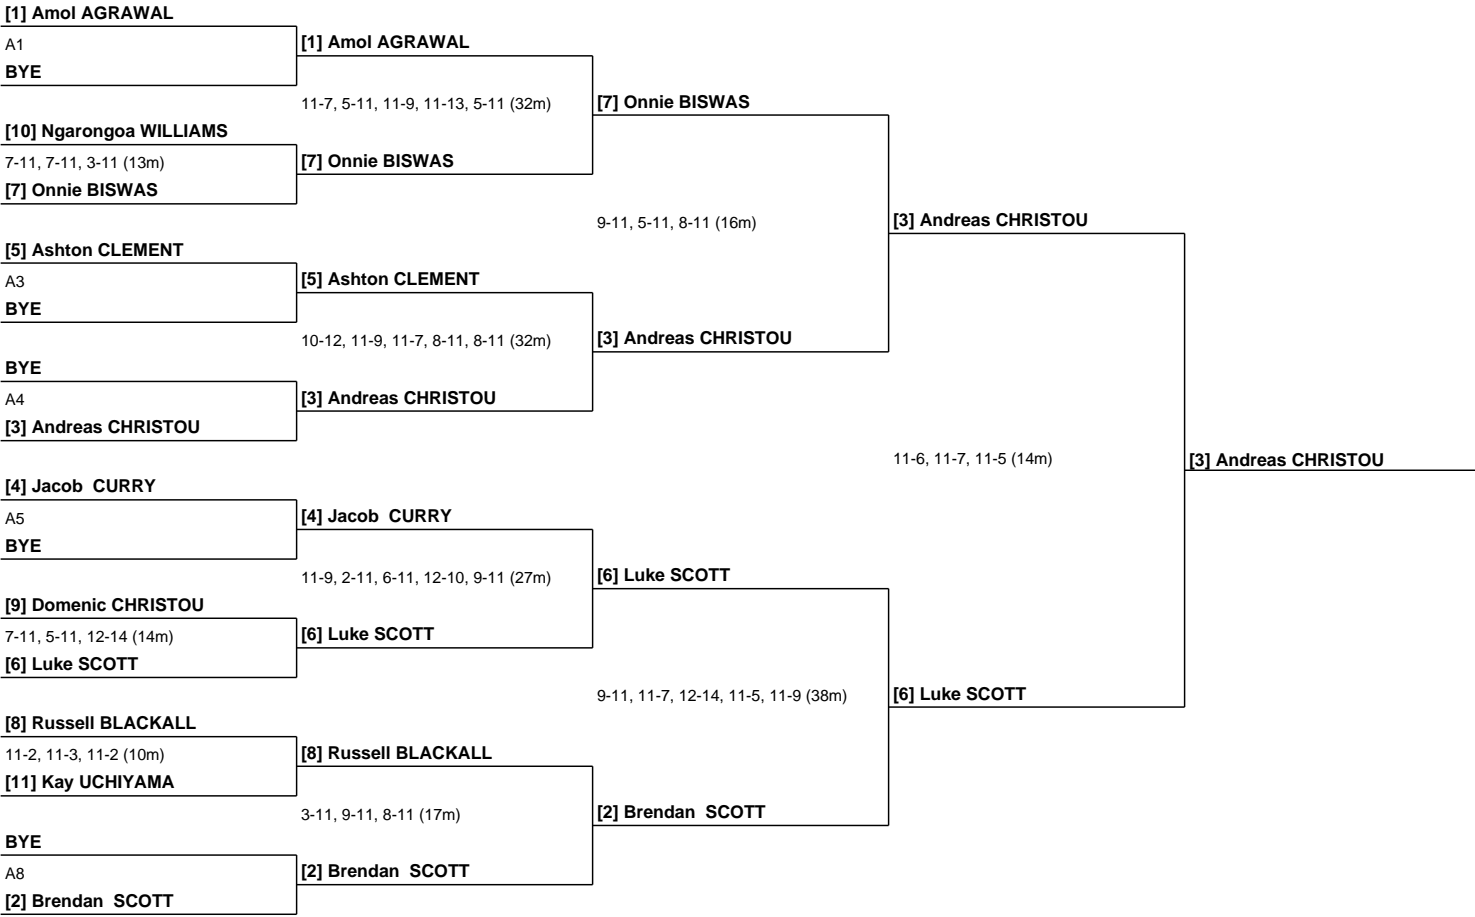 [1] Amol AGRAWAL
A1
BYE
[10] Ngarongoa WILLIAMS
7-11, 7-11, 3-11 (13m)
[7] Onnie BISWAS
[5] Ashton CLEMENT
A3
BYE
BYE
A4
[3] Andreas CHRISTOU
[4] Jacob  CURRY
A5
BYE
[9] Domenic CHRISTOU
7-11, 5-11, 12-14 (14m)
[6] Luke SCOTT
[8] Russell BLACKALL
11-2, 11-3, 11-2 (10m)
[11] Kay UCHIYAMA
BYE
A8
[2] Brendan  SCOTT
[1] Amol AGRAWAL
11-7, 5-11, 11-9, 11-13, 5-11 (32m)
[7] Onnie BISWAS
[5] Ashton CLEMENT
10-12, 11-9, 11-7, 8-11, 8-11 (32m)
[3] Andreas CHRISTOU
[4] Jacob  CURRY
11-9, 2-11, 6-11, 12-10, 9-11 (27m)
[6] Luke SCOTT
[8] Russell BLACKALL
3-11, 9-11, 8-11 (17m)
[2] Brendan  SCOTT
[7] Onnie BISWAS
9-11, 5-11, 8-11 (16m)
[3] Andreas CHRISTOU
[6] Luke SCOTT
9-11, 11-7, 12-14, 11-5, 11-9 (38m)
[2] Brendan  SCOTT
[3] Andreas CHRISTOU
11-6, 11-7, 11-5 (14m)
[6] Luke SCOTT
[3] Andreas CHRISTOU